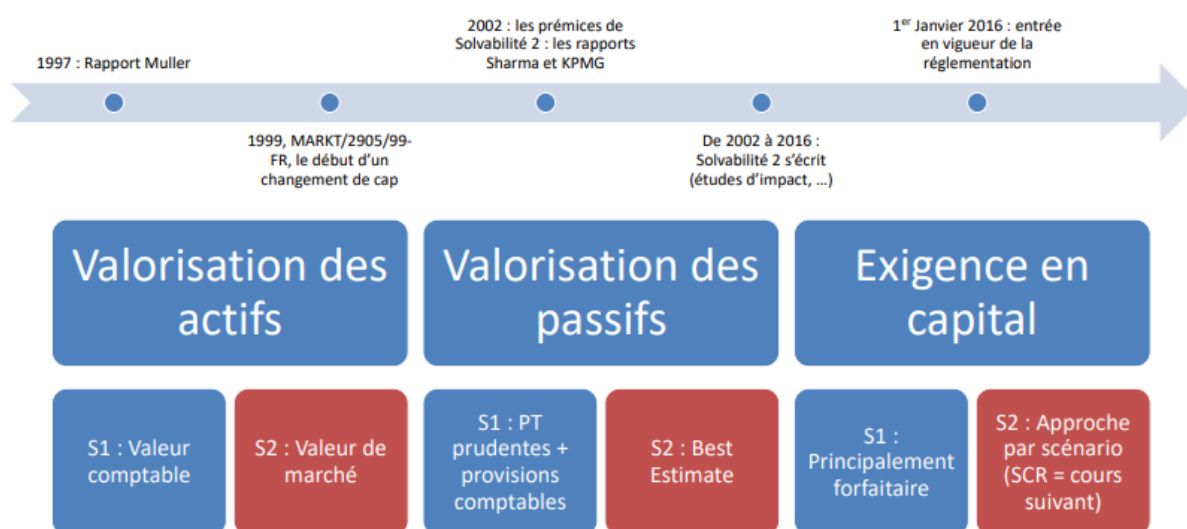 1997 : Rapport Muller
1999, MARKT/2905/99-
FR, le début d'un
changement de cap
2002 : les prémices de
Solvabilité 2 : les rapports
Sharma et KPMG
De 2002 à 2016 :
Solvabilité 2 s'écrit
(études d'impact, ...)
1er Janvier 2016 : entrée
en vigueur de la
réglementation
Valorisation des
actifs
S1 : Valeur
comptable
S2 : Valeur de
marché
Valorisation des
passifs
S1 : PT
prudentes +
provisions
comptables
S2 : Best
Estimate
Exigence en
capital
S1 :
Principalement
forfaitaire
S2 : Approche
par scénario
(SCR = cours
suivant)